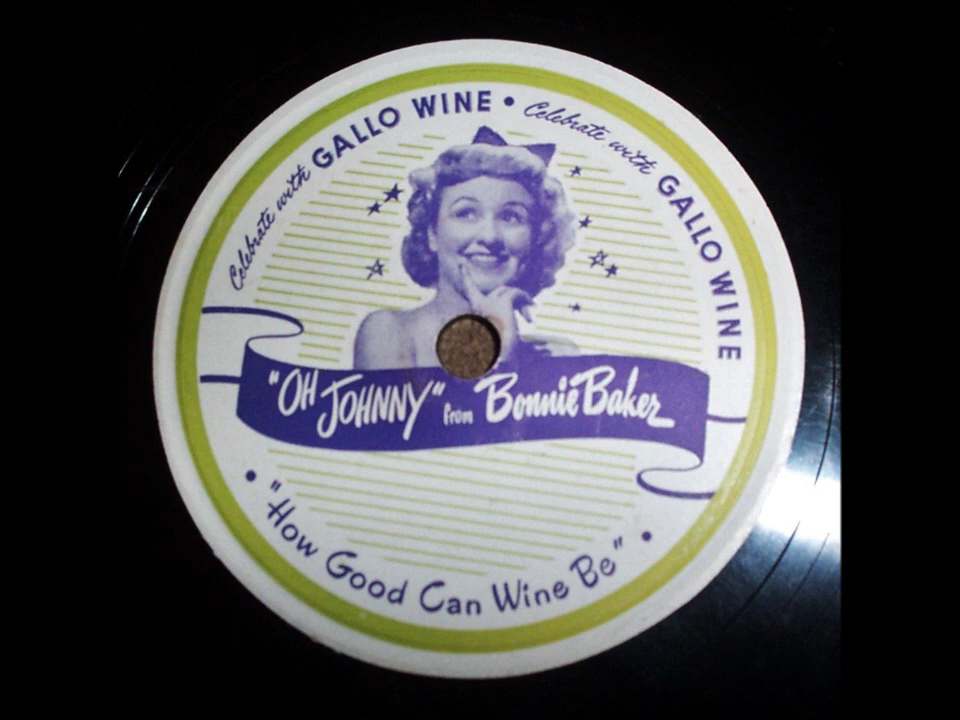 Celebrate with GALLO WINE • Celebrate with GALLO WINE
"OH JOHNNY" from Bonnie Baker
• "How Good Can Wine Be" •